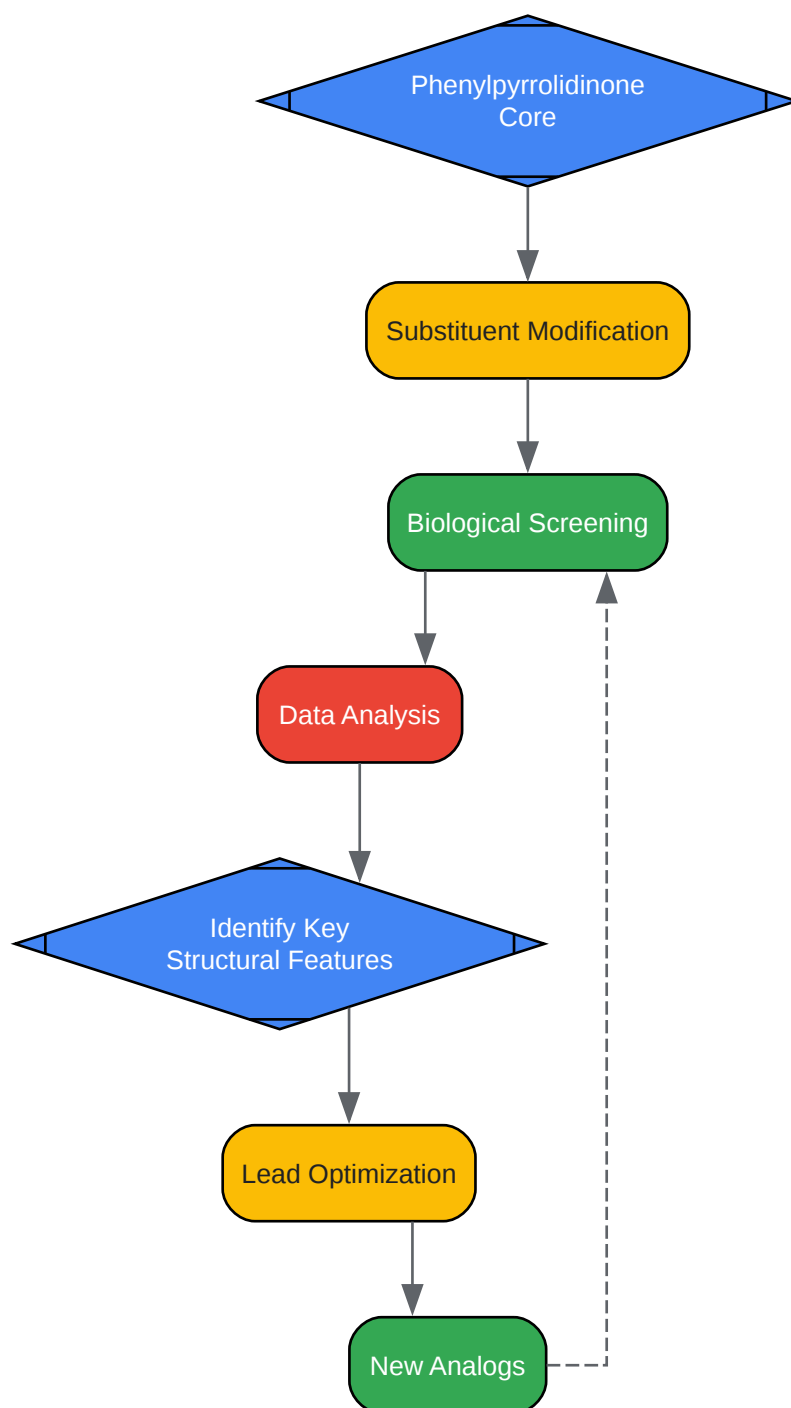 Phenylpyrrolidinone
Core
Substituent Modification
Biological Screening
Data Analysis
Identify Key
Structural Features
Lead Optimization
New Analogs